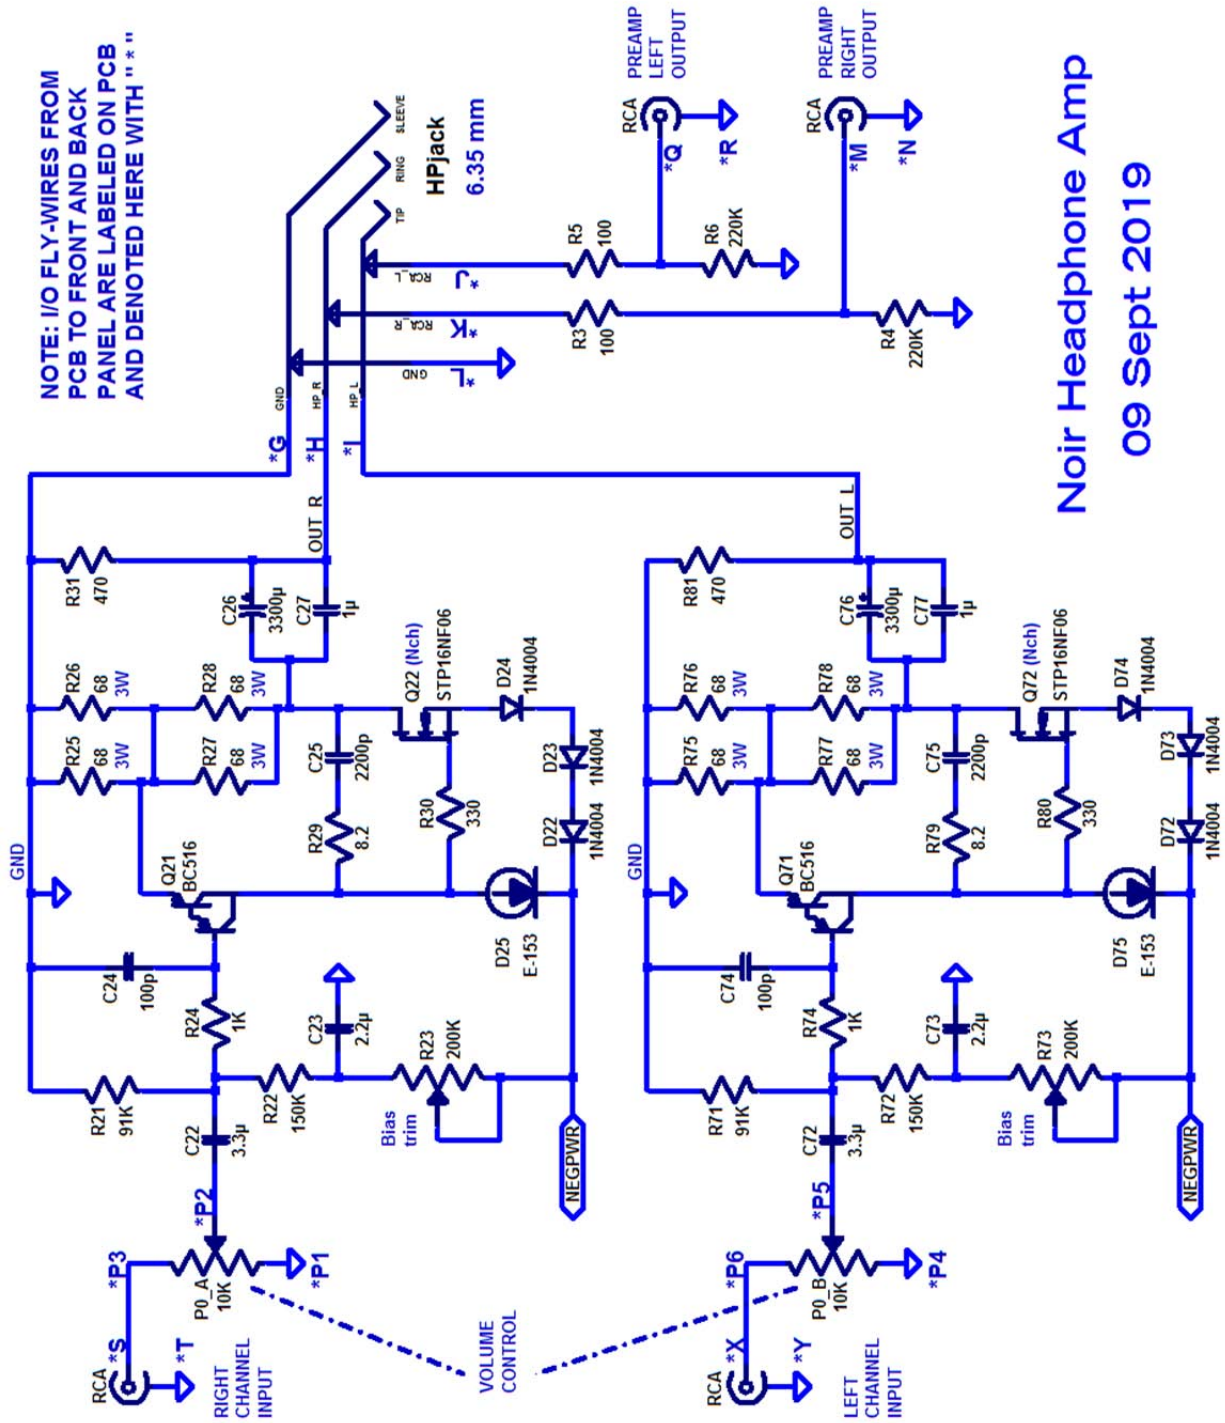 NOTE: I/O FLY-WIRES FROM
PCB TO FRONT AND BACK
PANEL ARE LABELED ON PCB
AND DENOTED HERE WITH " * "
GND
R21
91K
C24
100p
R24
1K
Q21
BC516
R25
68
3W
R26
68
3W
R27
68
3W
R28
68
3W
R31
470
C26
3300µ
C27
1µ
OUT R
*G
GND
*H
HP_R
*I
HP_L
SLEEVE
RING
TIP
HPjack
6.35 mm
RCA
*S
*T
RIGHT
CHANNEL
INPUT
*P3
P0_A
10K
*P1
*P2
C22
3.3µ
R22
150K
C23
2.2µ
R23
200K
Bias
trim
R29
8.2
C25
2200p
R30
330
Q22 (Nch)
STP16NF06
D25
E-153
D22
1N4004
D23
1N4004
D24
1N4004
NEGPWR
*L
GND
*K
RCA_R
*J
RCA_L
R5
100
R6
220K
R3
100
R4
220K
RCA
*Q
*R
PREAMP
LEFT
OUTPUT
RCA
*M
*N
PREAMP
RIGHT
OUTPUT
VOLUME
CONTROL
GND
R71
91K
C74
100p
R74
1K
Q71
BC516
R75
68
3W
R76
68
3W
R77
68
3W
R78
68
3W
R81
470
C76
3300µ
C77
1µ
OUT L
RCA
*X
*Y
LEFT
CHANNEL
INPUT
*P6
P0_B
10K
*P4
*P5
C72
3.3µ
R72
150K
C73
2.2µ
R73
200K
Bias
trim
R79
8.2
C75
2200p
R80
330
Q72 (Nch)
STP16NF06
D75
E-153
D72
1N4004
D73
1N4004
D74
1N4004
NEGPWR
Noir Headphone Amp
09 Sept 2019